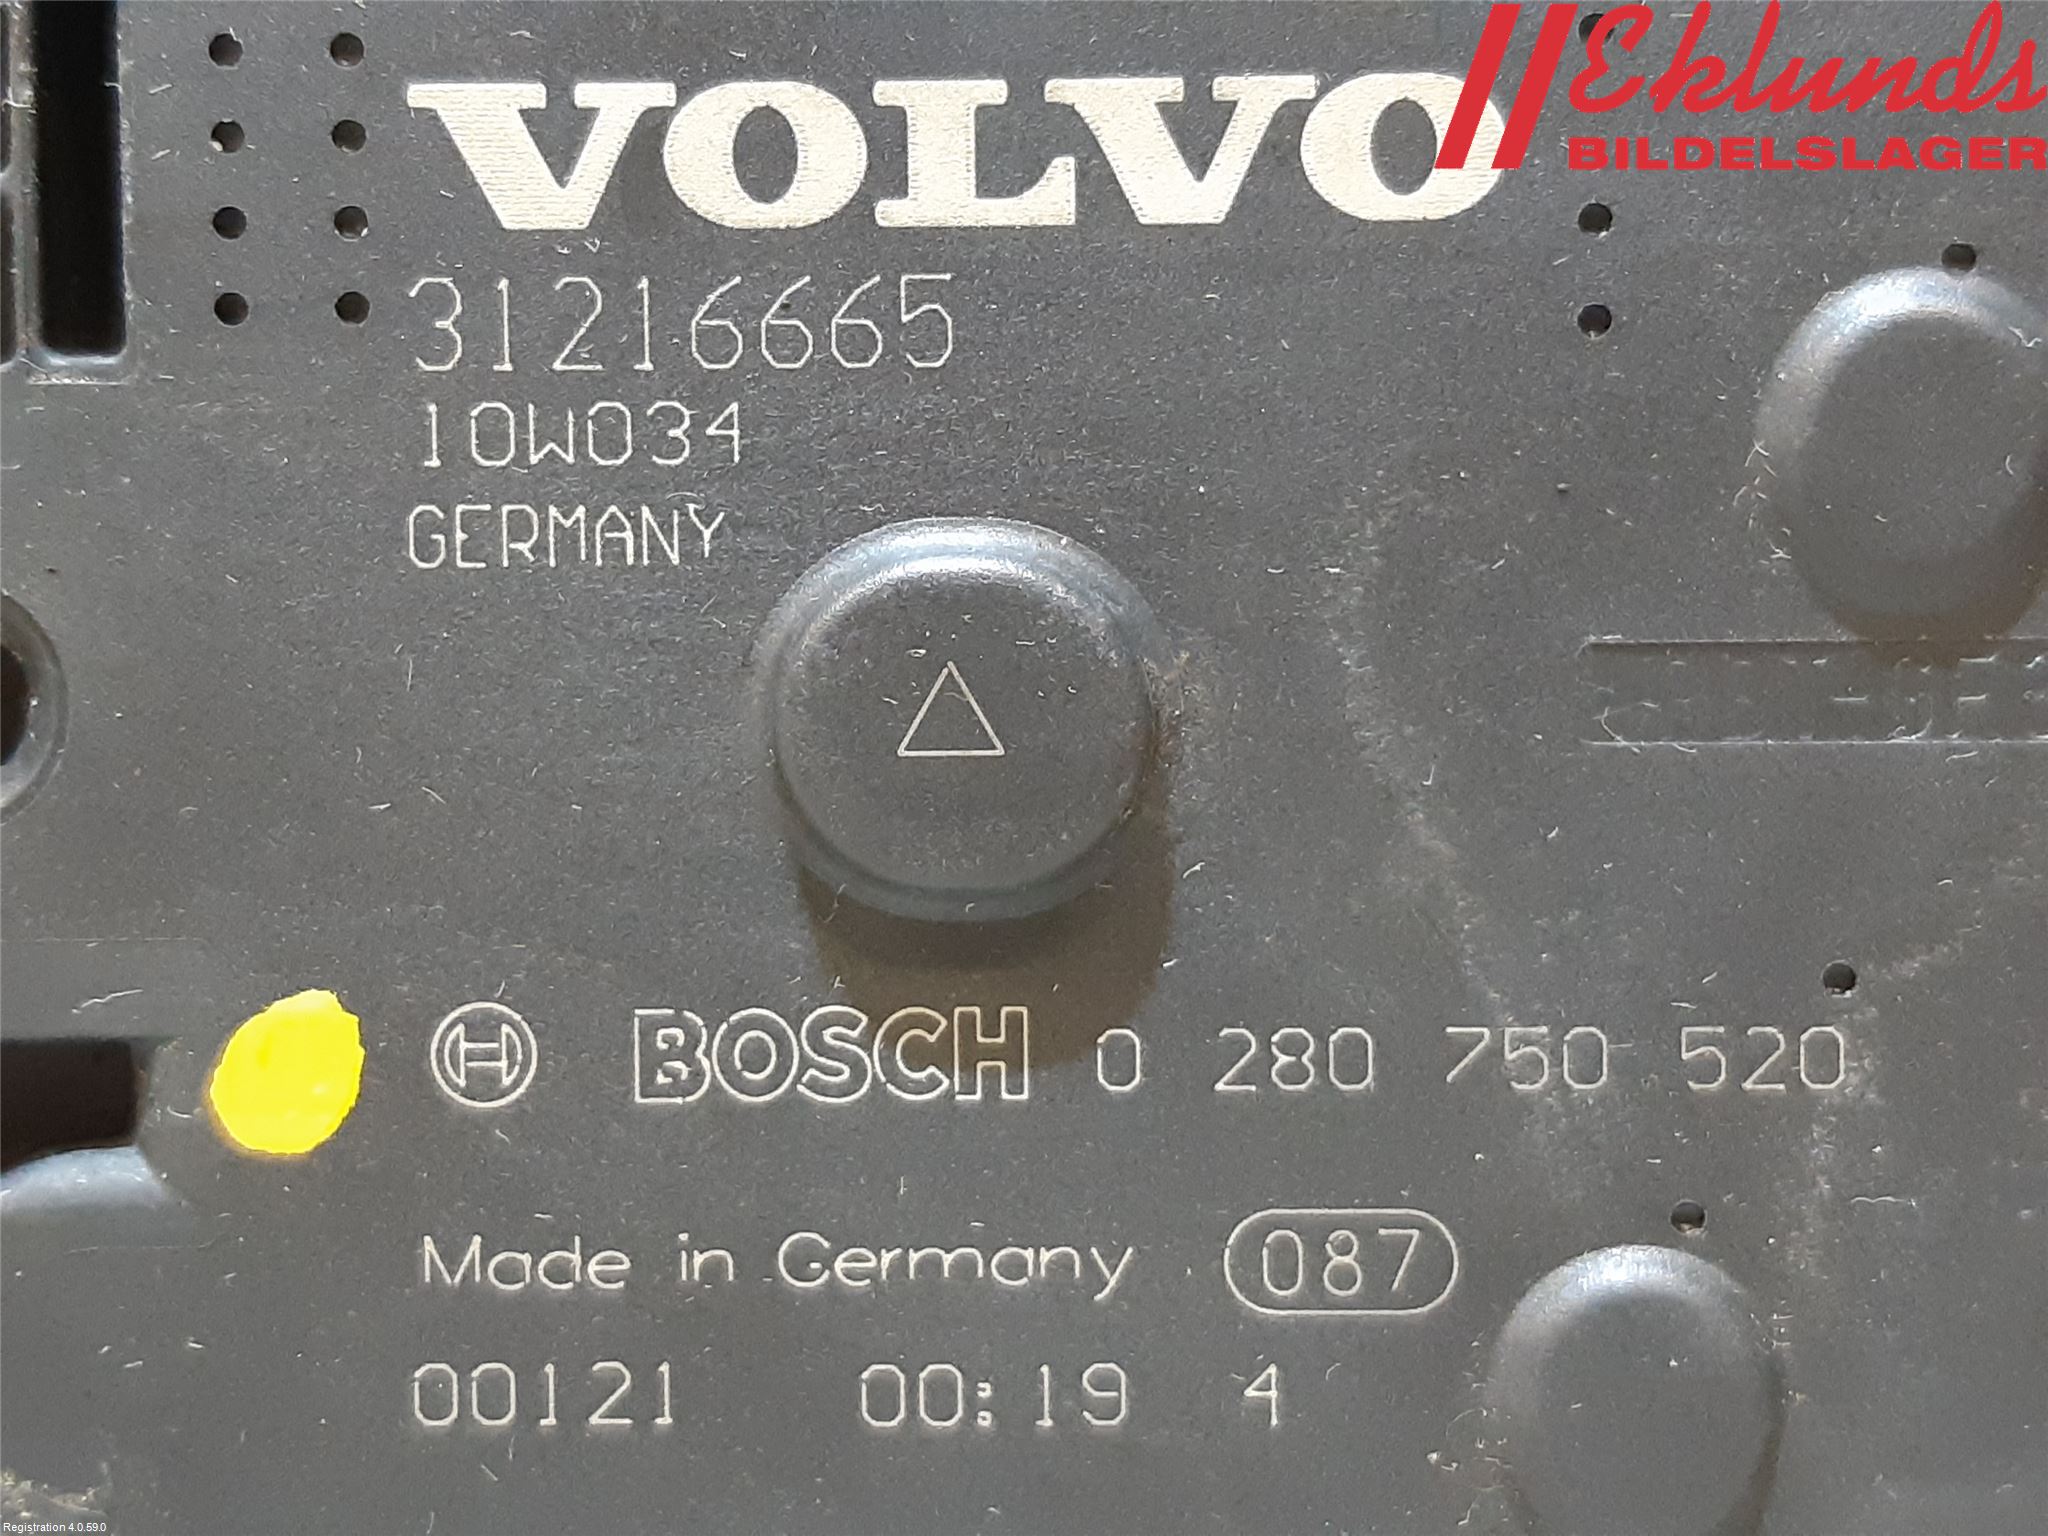 VOLVO
Eklunds
BILDELSLAGER
31216665
10W034
GERMANY
BOSCH 0 280 750 520
Made in Germany 087
00121 00:19 4
Registration 4.0.59.0